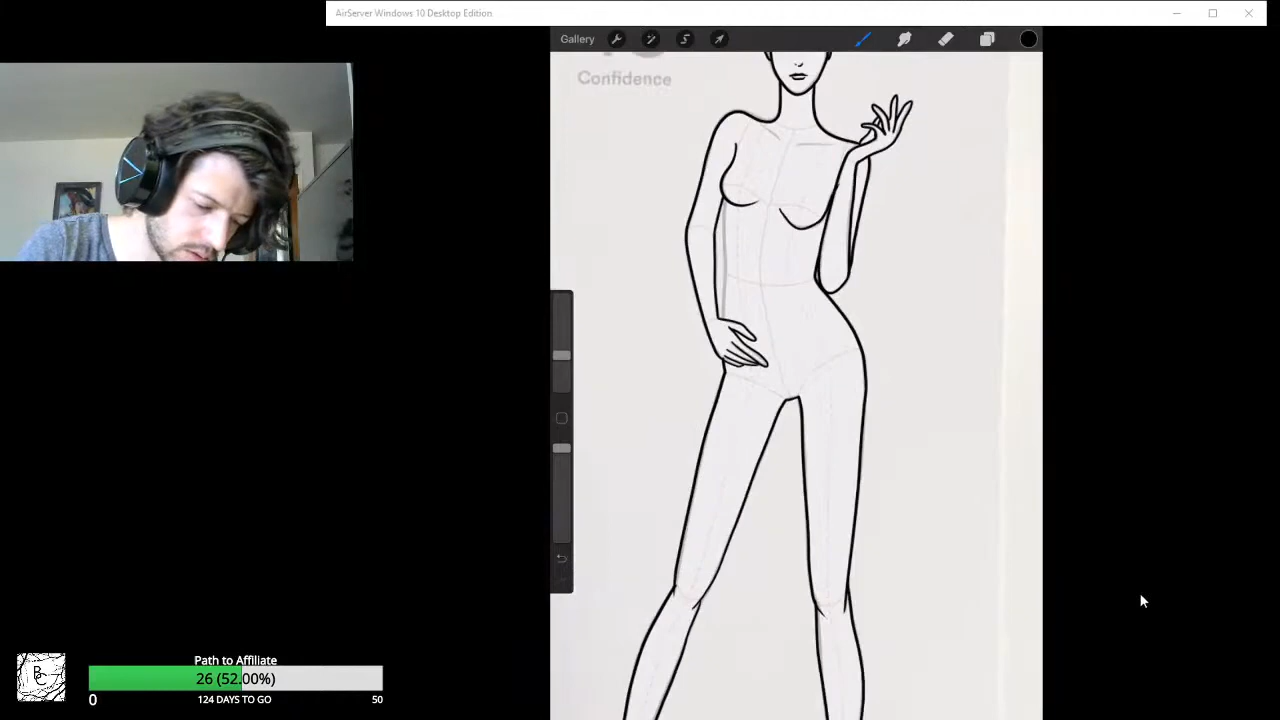 AirServer Windows 10 Desktop Edition
Gallery
Confidence
Path to Affiliate
26 (52.00%)
0 124 DAYS TO GO 50